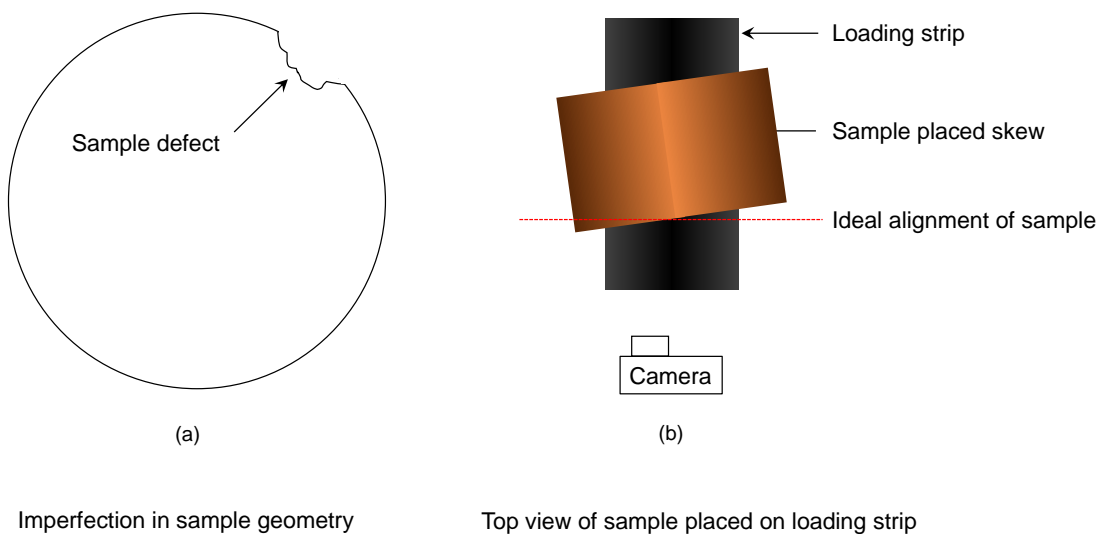 Loading strip
Sample defect
Sample placed skew
Ideal alignment of sample
Camera
(a)
(b)
Imperfection in sample geometry
Top view of sample placed on loading strip